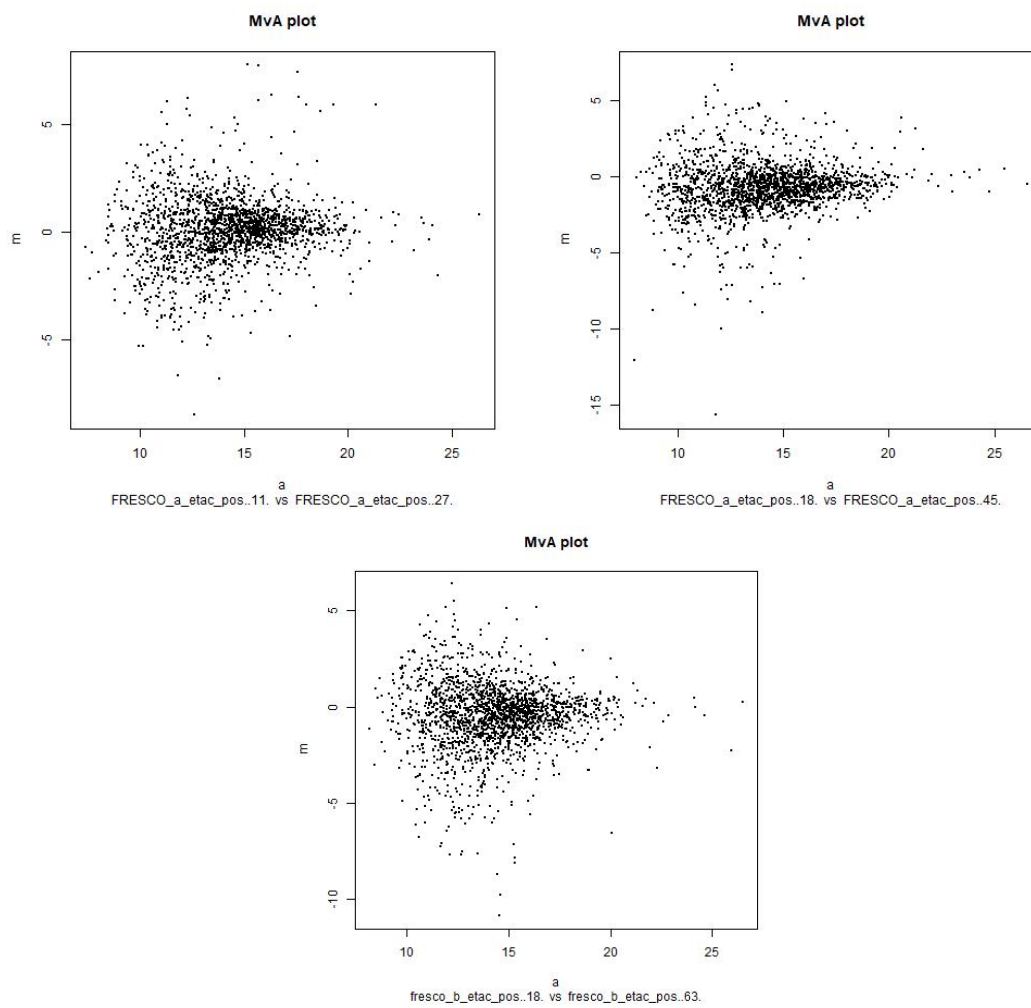 MvA plot
m
5
0
-5
10 15 20 25
a
FRESCO_a_etac_pos..11. vs FRESCO_a_etac_pos..27.
MvA plot
m
5
0
-5
-10
-15
10 15 20 25
a
FRESCO_a_etac_pos..18. vs FRESCO_a_etac_pos..45.
MvA plot
m
5
0
-5
-10
10 15 20 25
a
fresco_b_etac_pos..18. vs fresco_b_etac_pos..63.